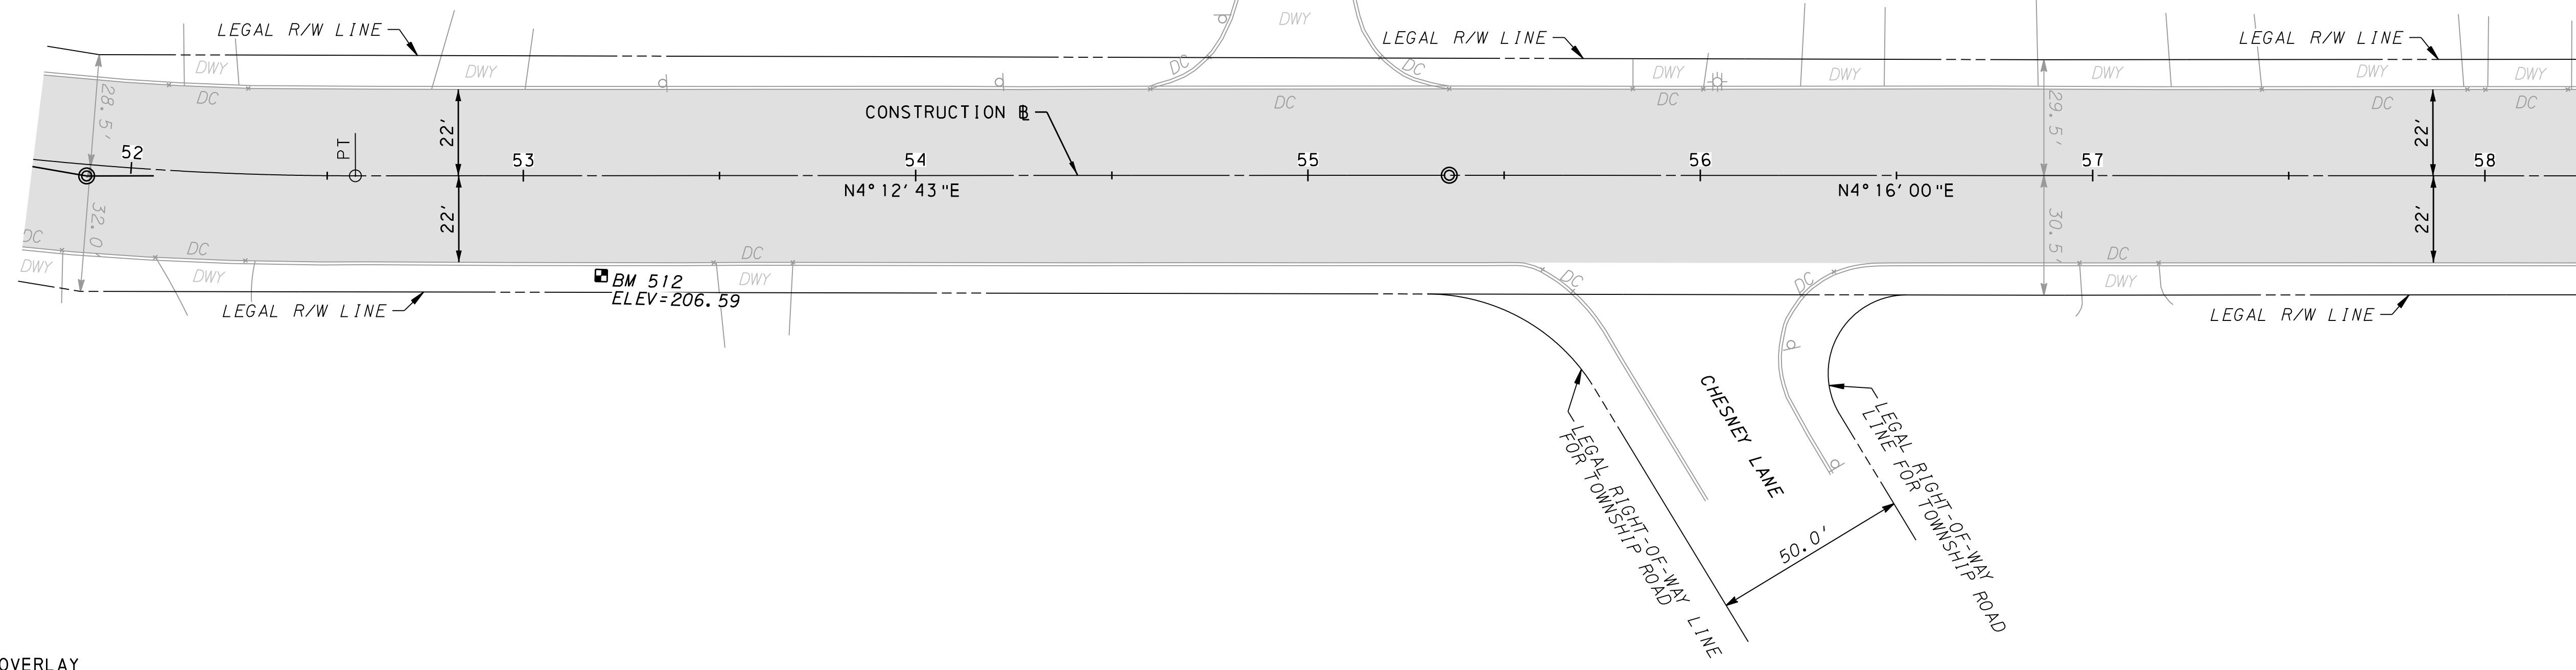 LEGAL R/W LINE
LEGAL R/W LINE
LEGAL R/W LINE
DWY
DWY
DWY
DWY
DWY
DWY
DWY
DWY
DC
DC
DC
DC
DC
DC
DC
28.5'
22'
CONSTRUCTION ℄
29.5'
22'
52
PT
53
54
55
56
57
58
N4°12'43"E
N4°16'00"E
32.0'
22'
30.5'
22'
DC
DC
DC
DC
DC
DC
DWY
DWY
DWY
DWY
BM 512
ELEV=206.59
LEGAL R/W LINE
LEGAL R/W LINE
CHESNEY LANE
LEGAL RIGHT-OF-WAY LINE
FOR TOWNSHIP ROAD
LEGAL RIGHT-OF-WAY
LINE FOR TOWNSHIP ROAD
50.0'
OVERLAY